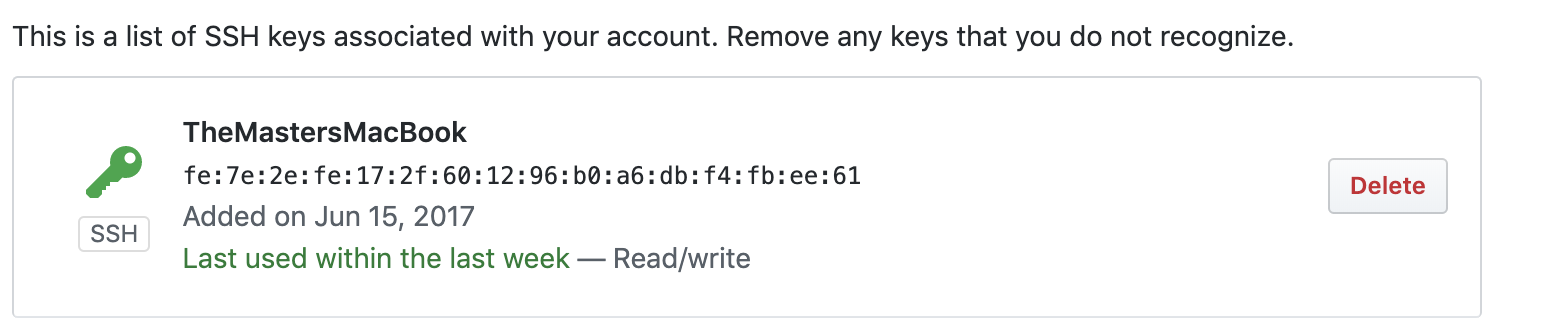 This is a list of SSH keys associated with your account. Remove any keys that you do not recognize.
TheMastersMacBook
fe:7e:2e:fe:17:2f:60:12:96:b0:a6:db:f4:fb:ee:61
Added on Jun 15, 2017
SSH
Last used within the last week — Read/write
Delete